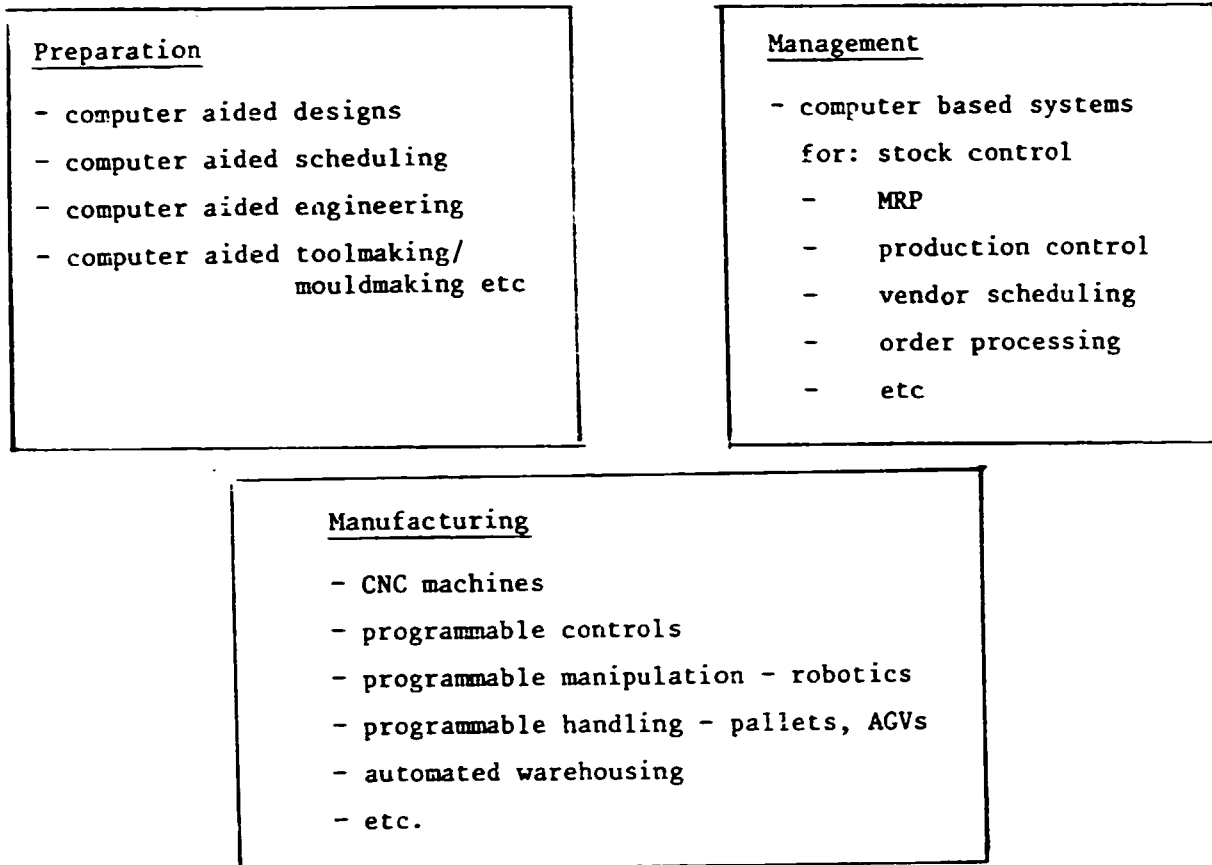 Preparation
- computer aided designs
- computer aided scheduling
- computer aided engineering
- computer aided toolmaking/
mouldmaking etc
Management
- computer based systems
for: stock control
- MRP
- production control
- vendor scheduling
- order processing
- etc
Manufacturing
- CNC machines
- programmable controls
- programmable manipulation - robotics
- programmable handling - pallets, AGVs
- automated warehousing
- etc.